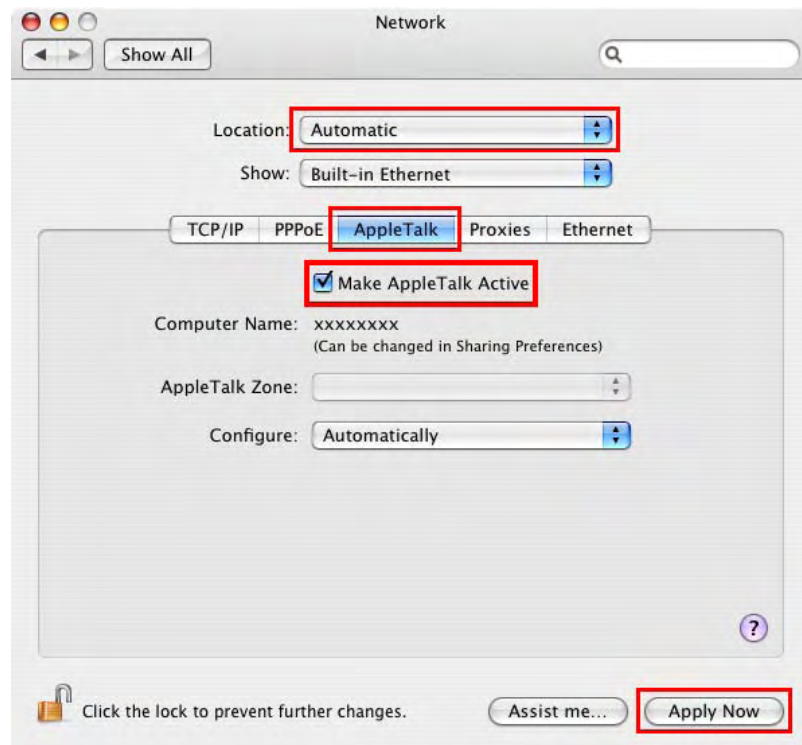 Network
Show All
Location: Automatic
Show: Built-in Ethernet
TCP/IP PPPoE AppleTalk Proxies Ethernet
Make AppleTalk Active
Computer Name: xxxxxxxx
(Can be changed in Sharing Preferences)
AppleTalk Zone:
Configure: Automatically
?
Click the lock to prevent further changes. Assist me... Apply Now